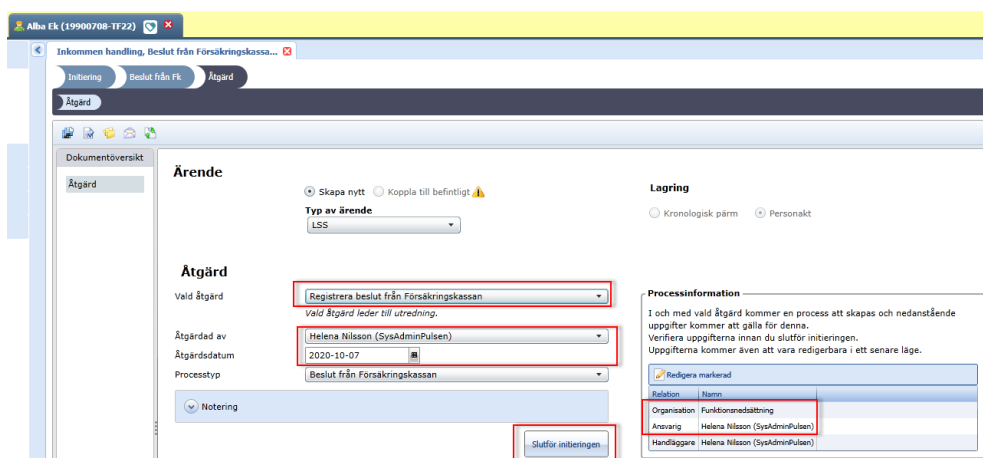 Alba Ek (19900708-TF22)
Inkommen handling, Beslut från Försäkringskassa...
Initiering
Beslut från Fk
Åtgärd
Åtgärd
Dokumentöversikt
Åtgärd
Ärende
Skapa nytt
Koppla till befintligt
Typ av ärende
LSS
Lagring
Kronologisk pärm
Personakt
Åtgärd
Vald åtgärd
Registrera beslut från Försäkringskassan
Vald åtgärd leder till utredning.
Åtgärdad av
Helena Nilsson (SysAdminPulsen)
Åtgärdsdatum
2020-10-07
Processtyp
Beslut från Försäkringskassan
Notering
Slutför initieringen
Processinformation
I och med vald åtgärd kommer en process att skapas och nedanstående
uppgifter kommer att gälla för denna.
Verifiera uppgifterna innan du slutför initieringen.
Uppgifterna kommer även att vara redigerbara i ett senare läge.
Redigera markerad
Relation Namn
Organisation Funktionsnedsättning
Ansvarig Helena Nilsson (SysAdminPulsen)
Handläggare Helena Nilsson (SysAdminPulsen)